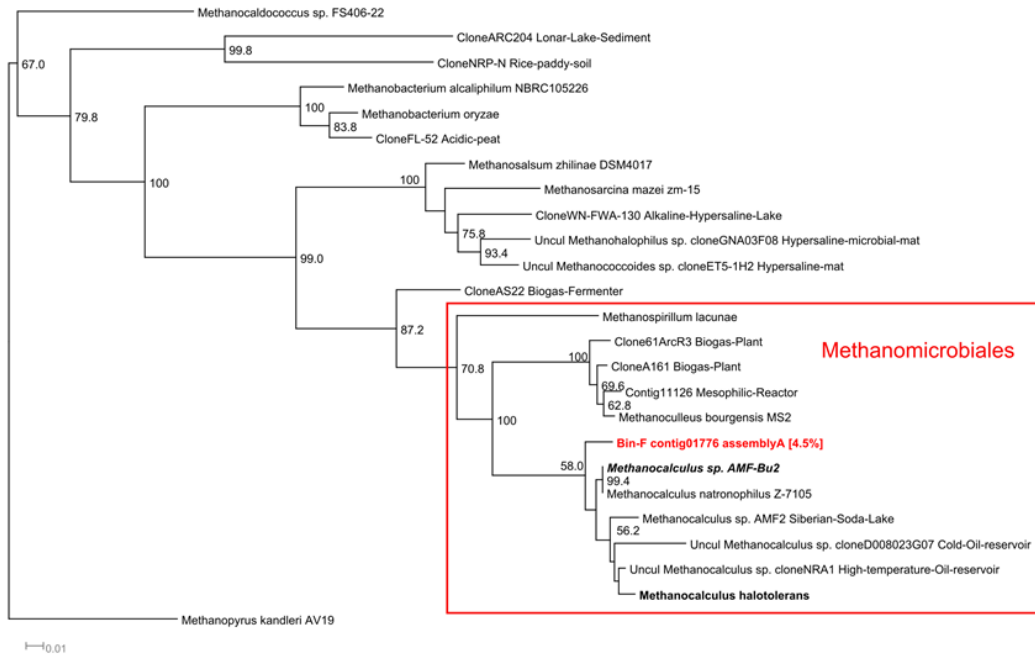 Methanocaldococcus sp. FS406-22
CloneARC204 Lonar-Lake-Sediment
99.8
CloneNRP-N Rice-paddy-soil
67.0
Methanobacterium alcaliphilum NBRC105226
100
Methanobacterium oryzae
79.8
83.8
CloneFL-52 Acidic-peat
Methanosalsum zhilinae DSM4017
100
100
Methanosarcina mazei zm-15
CloneWN-FWA-130 Alkaline-Hypersaline-Lake
75.8
Uncul Methanohalophilus sp. cloneGNA03F08 Hypersaline-microbial-mat
93.4
99.0
Uncul Methanococcoides sp. cloneET5-1H2 Hypersaline-mat
CloneAS22 Biogas-Fermenter
Methanospirillum lacunae
87.2
Clone61ArcR3 Biogas-Plant
Methanomicrobiales
100
70.8
CloneA161 Biogas-Plant
69.6
Contig11126 Mesophilic-Reactor
62.8
100
Methanoculleus bourgensis MS2
Bin-F contig01776 assemblyA [4.5%]
58.0
Methanocalculus sp. AMF-Bu2
99.4
Methanocalculus natronophilus Z-7105
Methanocalculus sp. AMF2 Siberian-Soda-Lake
56.2
Uncul Methanocalculus sp. cloneD008023G07 Cold-Oil-reservoir
Uncul Methanocalculus sp. cloneNRA1 High-temperature-Oil-reservoir
Methanocalculus halotolerans
Methanopyrus kandleri AV19
0.01